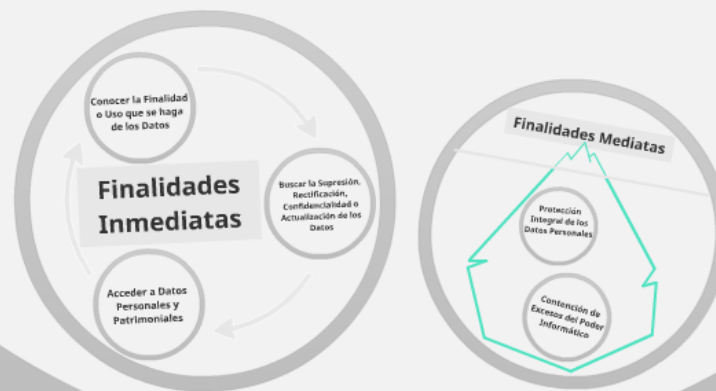 Conocer la Finalidad
o Uso que se haga
de los Datos
Finalidades
Inmediatas
Buscar la Supresión,
Rectificación,
Confidencialidad o
Actualización de los
Datos
Acceder a Datos
Personales y
Patrimoniales
Finalidades Mediatas
Protección
Integral de los
Datos Personales
Contención de
Excesos del Poder
Informático